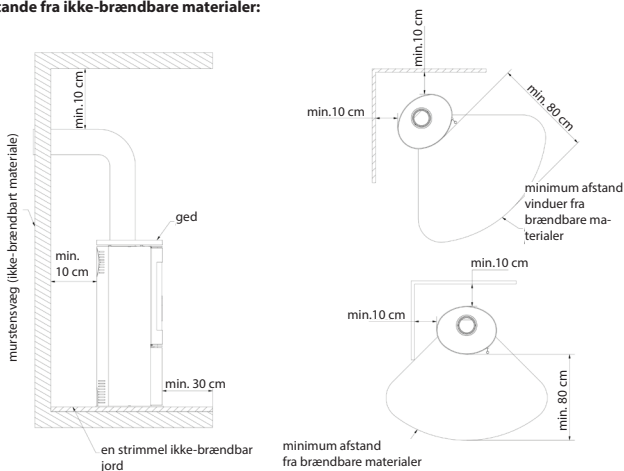 tande fra ikke-brændbare materialer:
min.10 cm
murstensvæg (ikke-brændbart materiale)
ged
min.
10 cm
min. 30 cm
en strimmel ikke-brændbar
jord
min.10 cm
min.10 cm
min. 80 cm
minimum afstand
vinduer fra
brændbare ma-
terialer
min.10 cm
min.10 cm
min. 80 cm
minimum afstand
fra brændbare materialer